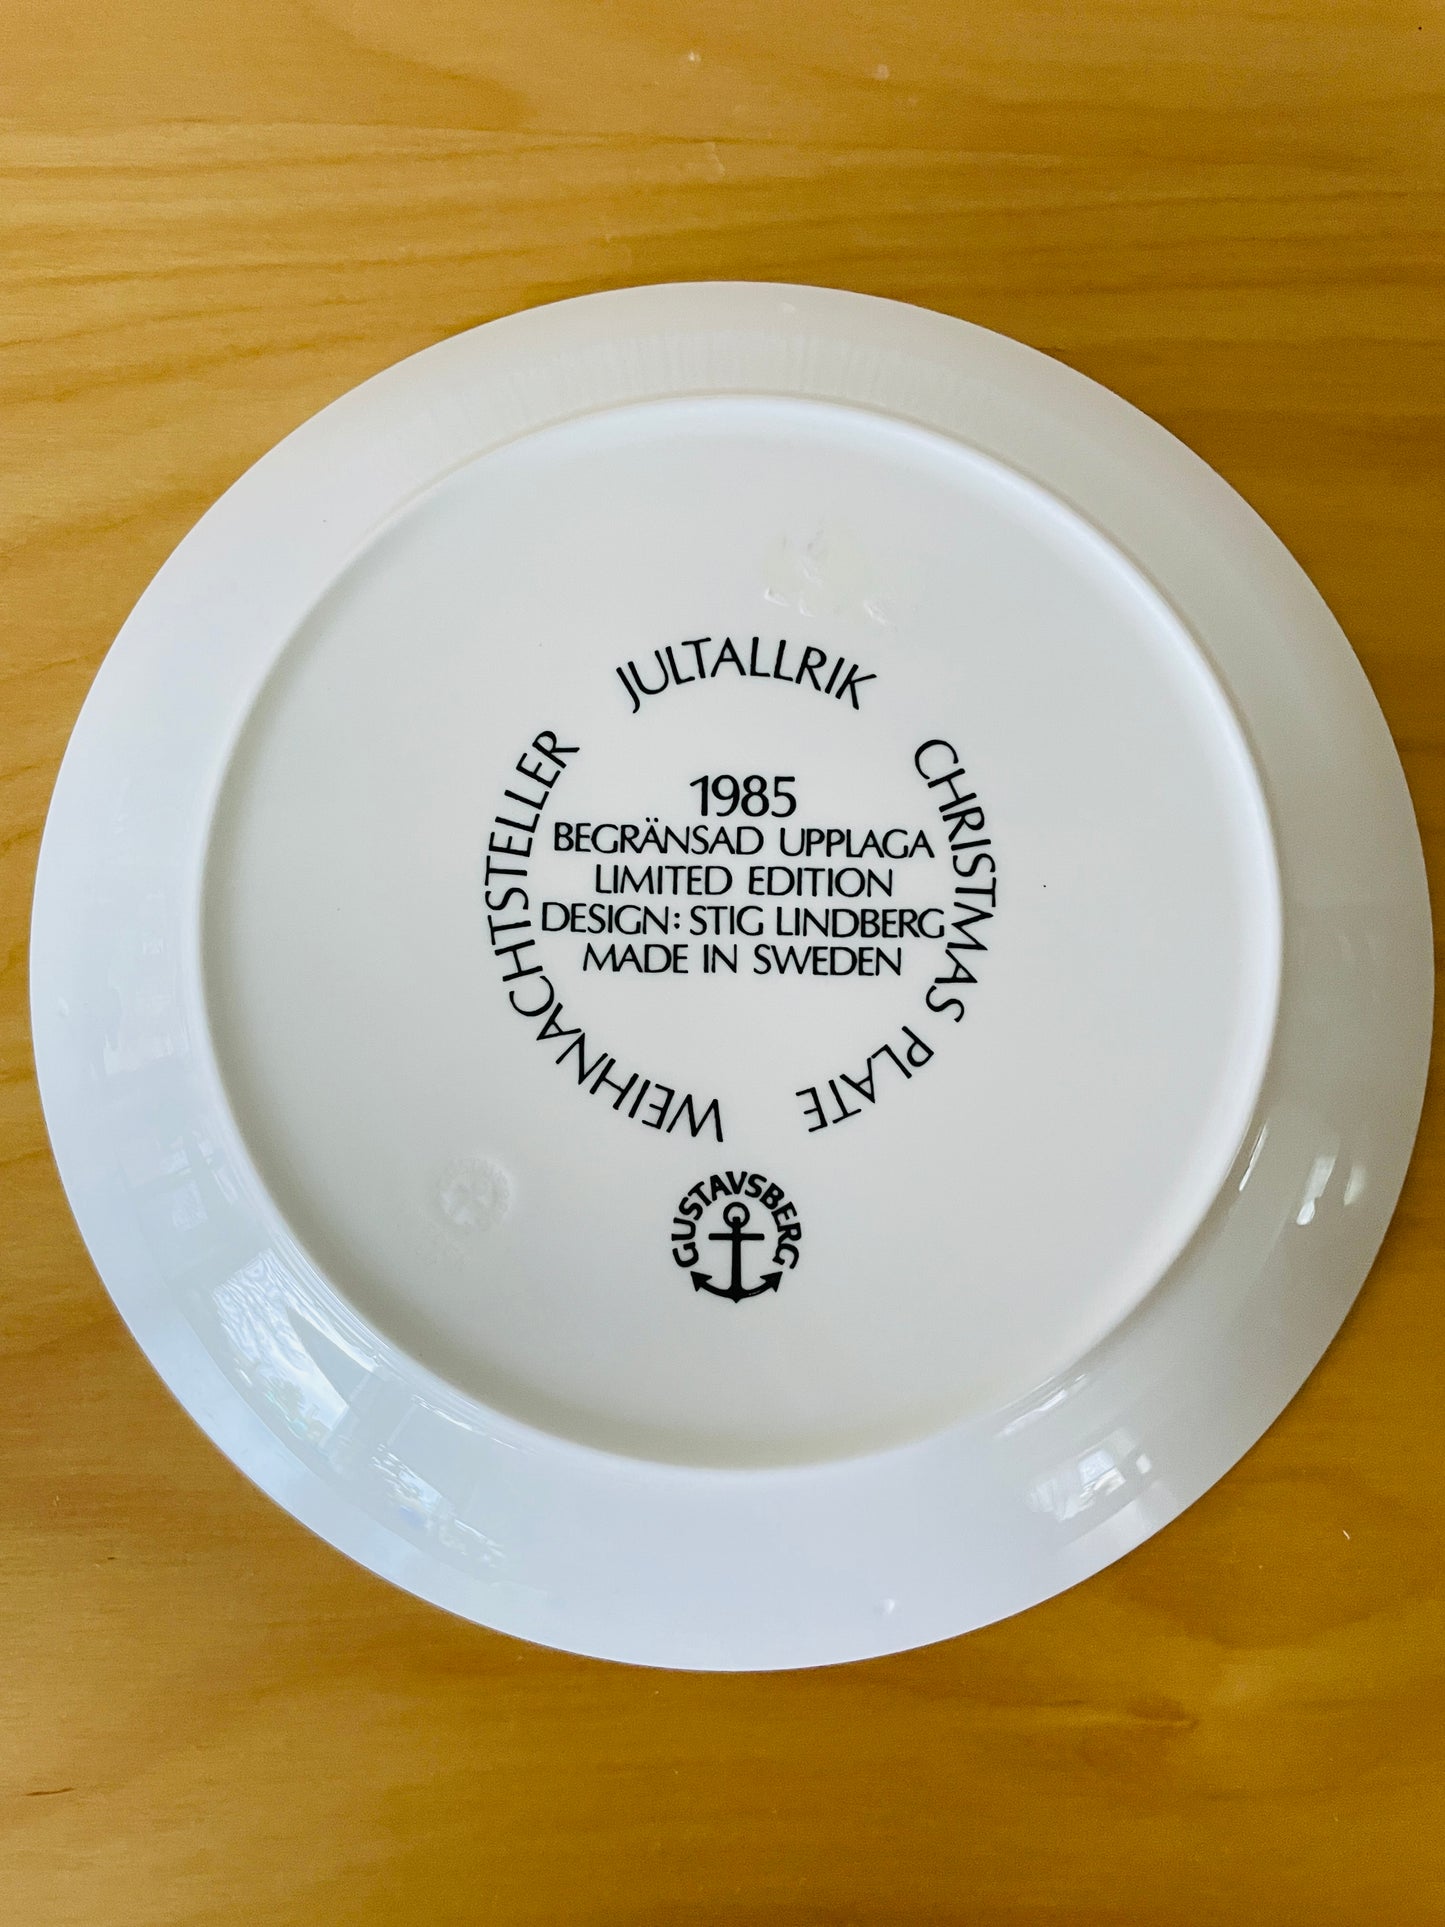 JULTALLRIK
CHRISTMAS PLATE
WEIHNACHTSTELLER
1985
BEGRÄNSAD UPPLAGA
LIMITED EDITION
DESIGN: STIG LINDBERG
MADE IN SWEDEN
GUSTAVSBERG